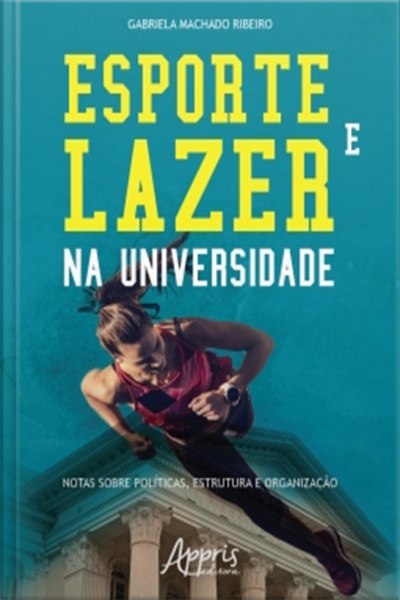 GABRIELA MACHADO RIBEIRO
ESPORTE
E
LAZER
NA UNIVERSIDADE
NOTAS SOBRE POLÍTICAS, ESTRUTURA E ORGANIZAÇÃO
Appris
editora